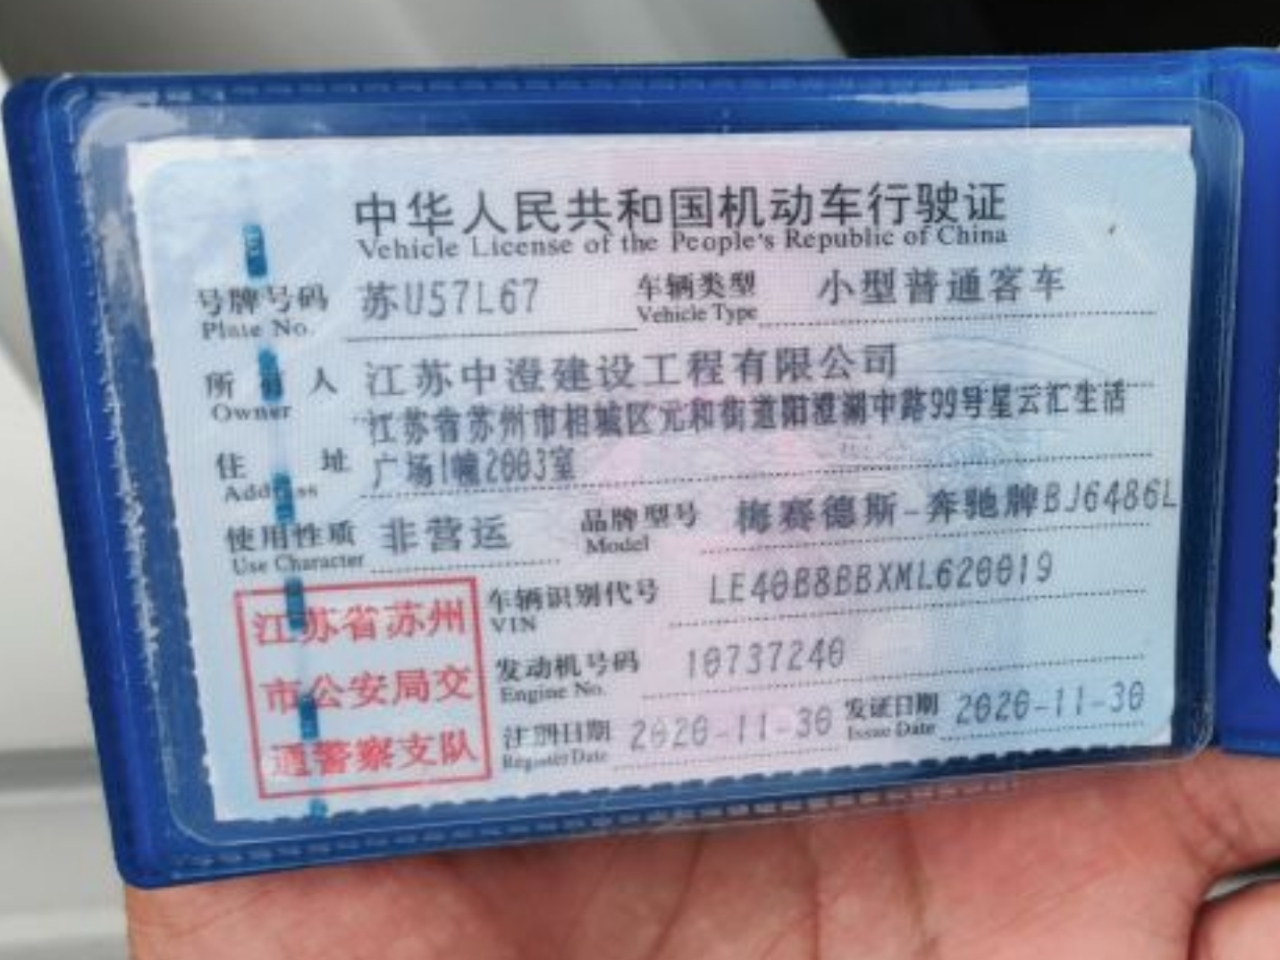 中华人民共和国机动车行驶证
Vehicle License of the People's Republic of China
号牌号码 苏U57L67 车辆类型 小型普通客车
Plate No. Vehicle Type
所 人 江苏中澄建设工程有限公司
Owner
江苏省苏州市相城区元和街道阳澄湖中路99号星云汇生活
住 址 广场1幢2003室
Address
使用性质 非营运 品牌型号 梅赛德斯-奔驰牌BJ6486L
Use Character Model
车辆识别代号 LE40B8BBXML620019
VIN
发动机号码 10737240
Engine No.
注册日期 2020-11-30 发证日期 2020-11-30
Register Date Issue Date
江苏省苏州
市公安局交
通警察支队